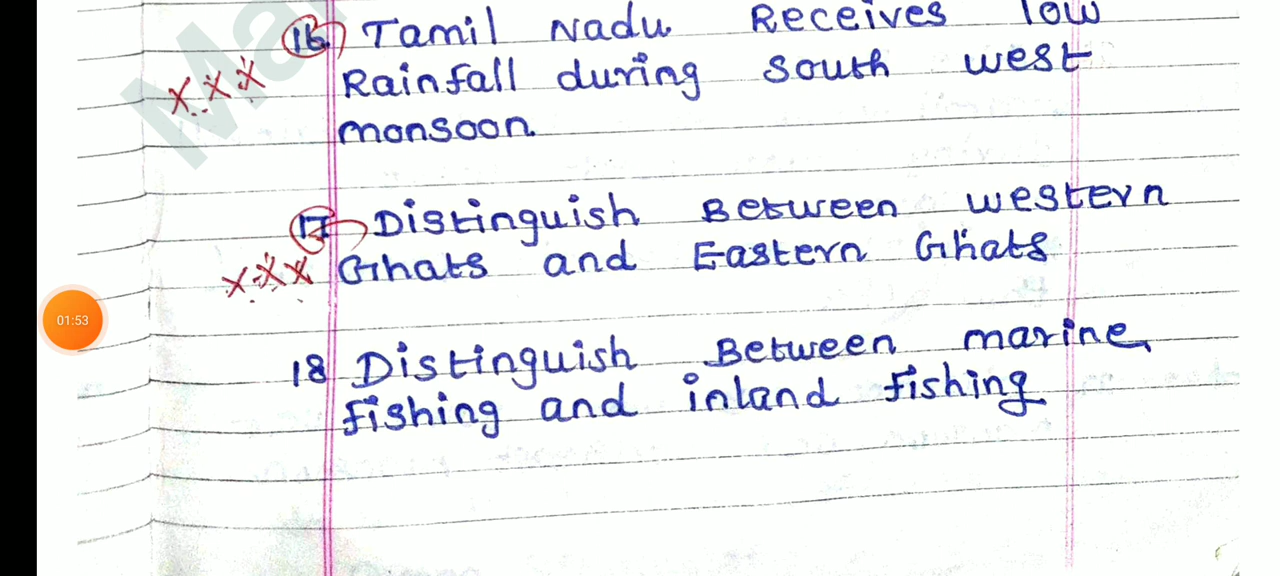 16 Tamil Nadu Receives low
Rainfall during south west
monsoon.
17 Distinguish Between western
Ghats and Eastern Ghats
18 Distinguish Between marine
fishing and inland fishing
01:53